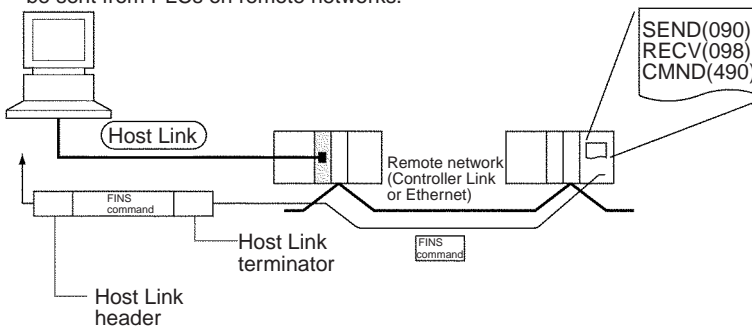 be sent from PLCs on remote networks.
SEND(090)
RECV(098)
CMND(490)
Host Link
Remote network
(Controller Link
or Ethernet)
FINS
command
FINS
command
Host Link
terminator
Host Link
header